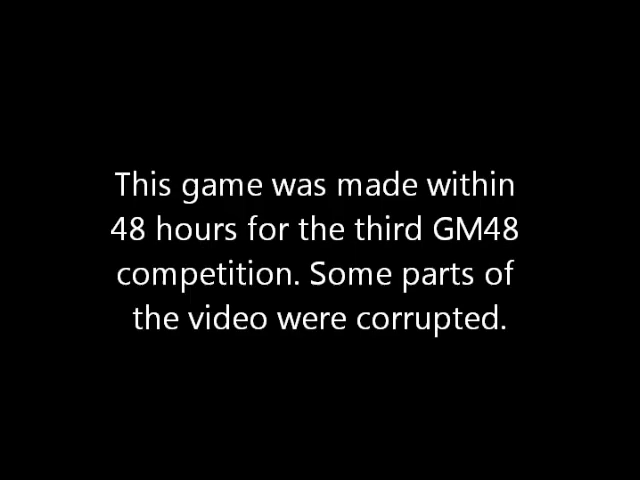 This game was made within
48 hours for the third GM48
competition. Some parts of
the video were corrupted.